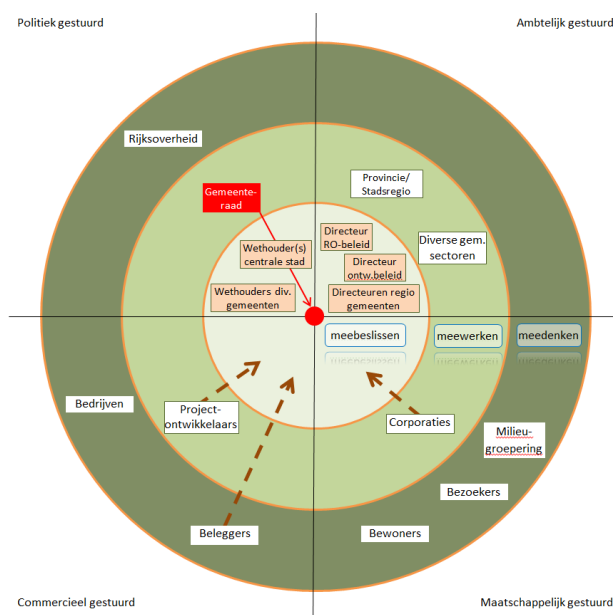 Politiek gestuurd
Ambtelijk gestuurd
Rijksoverheid
Provincie/
Stadsregio
Gemeente-
raad
Directeur
RO-beleid
Diverse gem.
sectoren
Wethouder(s)
centrale stad
Directeur
ontw.beleid
Wethouders div.
gemeenten
Directeuren regio
gemeenten
meebeslissen
meewerken
meedenken
Bedrijven
Project-
ontwikkelaars
Corporaties
Milieu-
groepering
Bezoekers
Beleggers
Bewoners
Commercieel gestuurd
Maatschappelijk gestuurd